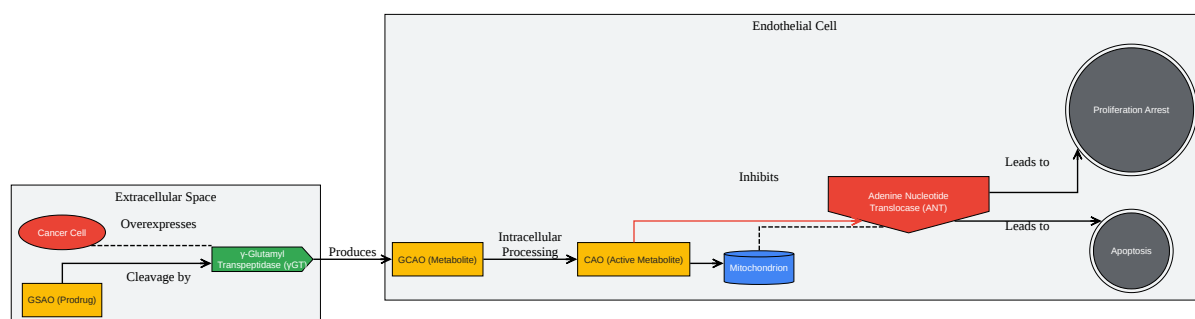 Endothelial Cell
Proliferation Arrest
Leads to
Inhibits
Adenine Nucleotide
Translocase (ANT)
Extracellular Space
Overexpresses
Cancer Cell
Leads to
Intracellular
Processing
Produces
γ-Glutamyl
Transpeptidase (γGT)
GCAO (Metabolite)
CAO (Active Metabolite)
Mitochondrion
Apoptosis
Cleavage by
GSAO (Prodrug)